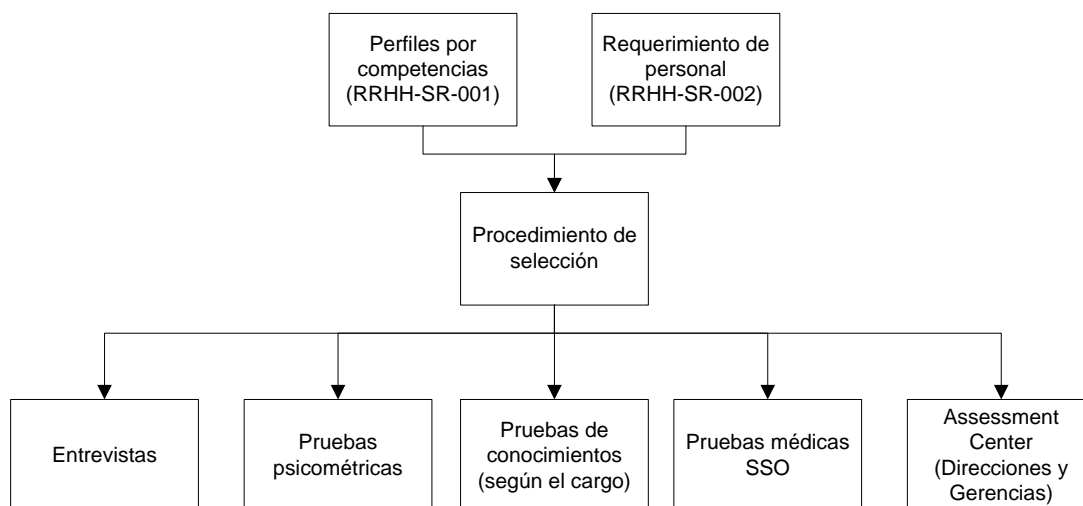 Perfiles por
competencias
(RRHH-SR-001)
Requerimiento de
personal
(RRHH-SR-002)
Procedimiento de
selección
Entrevistas
Pruebas
psicométricas
Pruebas de
conocimientos
(según el cargo)
Pruebas médicas
SSO
Assessment
Center
(Direcciones y
Gerencias)